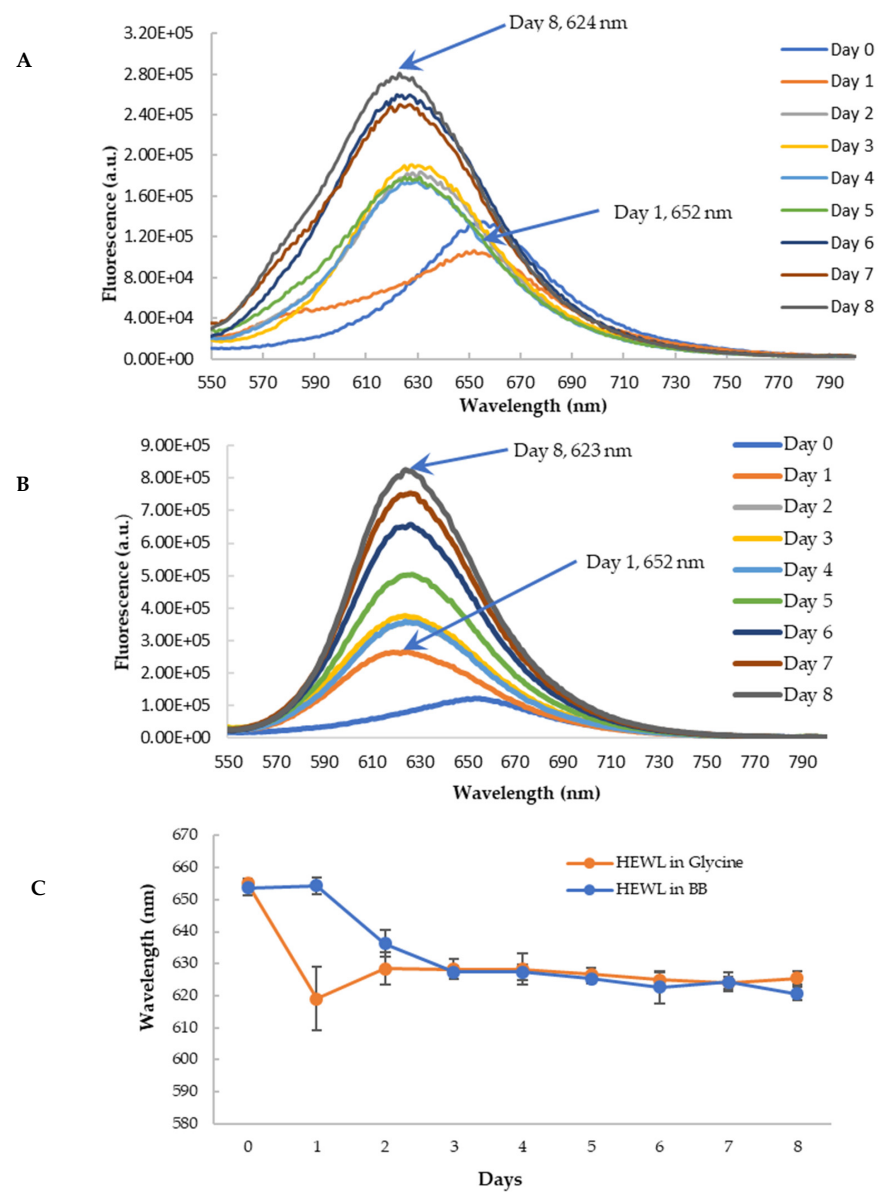 A
Day 8, 624 nm
Day 1, 652 nm
Fluorescence (a.u.)
3.20E+05
2.80E+05
2.40E+05
2.00E+05
1.60E+05
1.20E+05
8.00E+04
4.00E+04
0.00E+00
550 570 590 610 630 650 670 690 710 730 750 770 790
Wavelength (nm)
Day 0
Day 1
Day 2
Day 3
Day 4
Day 5
Day 6
Day 7
Day 8
B
Day 8, 623 nm
Day 1, 652 nm
Fluorescence (a.u.)
9.00E+05
8.00E+05
7.00E+05
6.00E+05
5.00E+05
4.00E+05
3.00E+05
2.00E+05
1.00E+05
0.00E+00
550 570 590 610 630 650 670 690 710 730 750 770 790
Wavelength (nm)
Day 0
Day 1
Day 2
Day 3
Day 4
Day 5
Day 6
Day 7
Day 8
C
Wavelength (nm)
670
660
650
640
630
620
610
600
590
580
0 1 2 3 4 5 6 7 8
Days
HEWL in Glycine
HEWL in BB